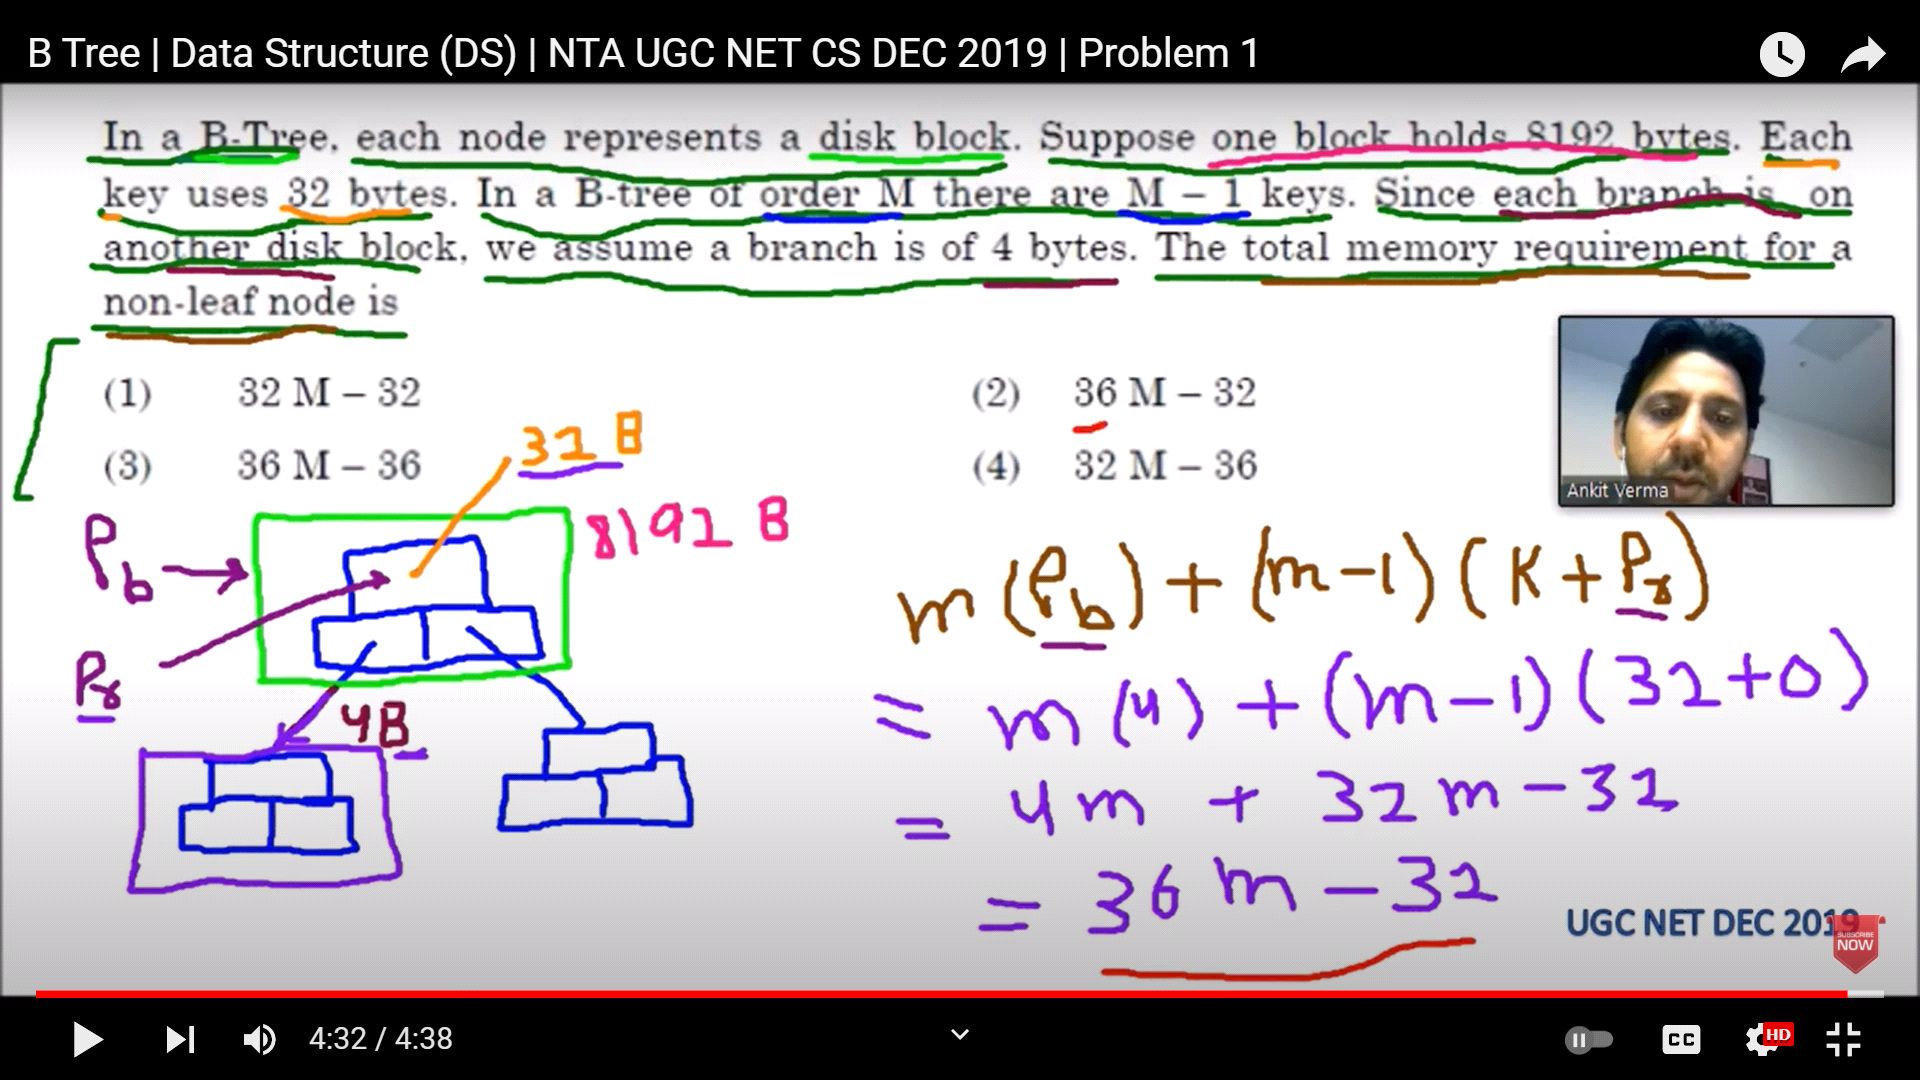 B Tree | Data Structure (DS) | NTA UGC NET CS DEC 2019 | Problem 1
In a B-Tree, each node represents a disk block. Suppose one block holds 8192 bytes. Each
key uses 32 bytes. In a B-tree of order M there are M – 1 keys. Since each branch is on
another disk block, we assume a branch is of 4 bytes. The total memory requirement for a
non-leaf node is
(1) 32 M – 32 (2) 36 M – 32
(3) 36 M – 36 (4) 32 M – 36
Ankit Verma
32 B
8192 B
Pb
Pr
4B
m (Pb) + (m-1) (K + Pr)
= m (4) + (m-1) (32+0)
= 4m + 32m - 32
= 36m - 32
UGC NET DEC 2019
SUBSCRIBE
NOW
4:32 / 4:38
CC
HD